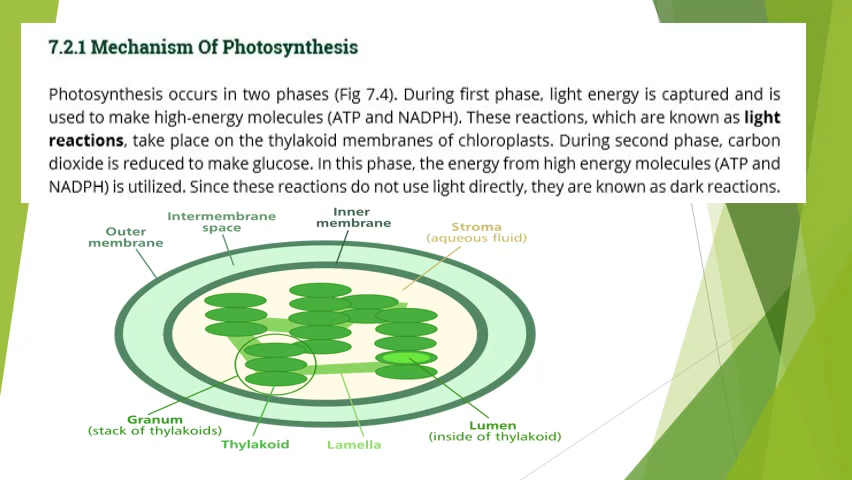 7.2.1 Mechanism Of Photosynthesis
Photosynthesis occurs in two phases (Fig 7.4). During first phase, light energy is captured and is
used to make high-energy molecules (ATP and NADPH). These reactions, which are known as light
reactions, take place on the thylakoid membranes of chloroplasts. During second phase, carbon
dioxide is reduced to make glucose. In this phase, the energy from high energy molecules (ATP and
NADPH) is utilized. Since these reactions do not use light directly, they are known as dark reactions.
Outer
membrane
Intermembrane
space
Inner
membrane
Stroma
(aqueous fluid)
Granum
(stack of thylakoids)
Thylakoid
Lamella
Lumen
(inside of thylakoid)